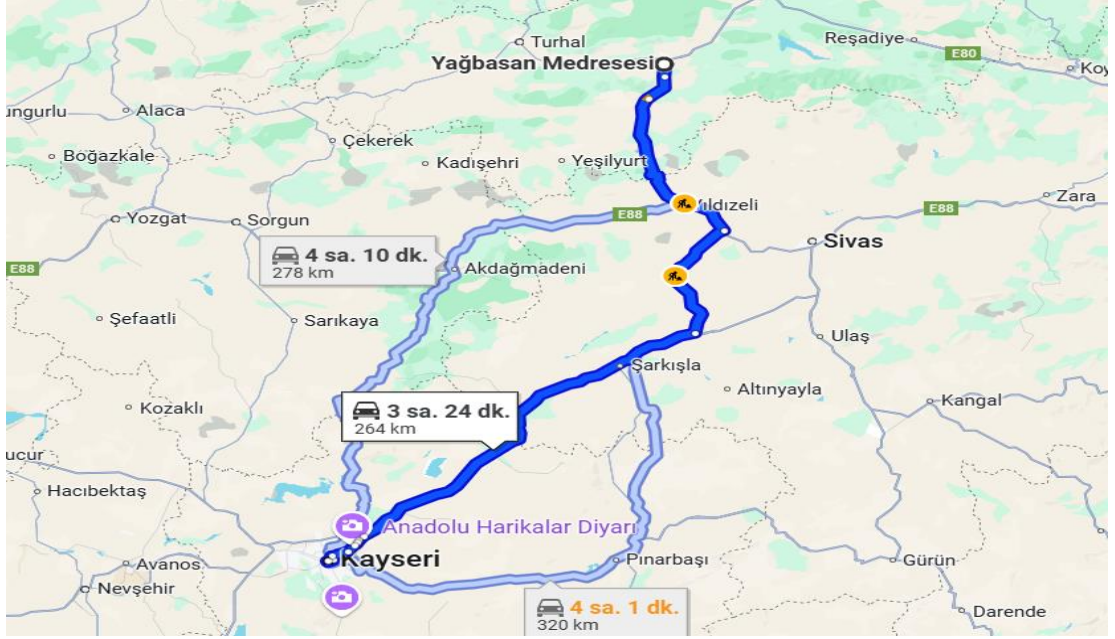 Turhal
Reşadiye
Yağbasan Medresesi
E80
Koy
ungurlu
Alaca
Çekerek
Boğazkale
Kadışehri
Yeşilyurt
Zara
Yıldızeli
E88
E88
Yozgat
Sorgun
Sivas
4 sa. 10 dk.
278 km
Akdağmadeni
E88
Şefaatli
Sarıkaya
Ulaş
Şarkışla
Altınyayla
Kozaklı
3 sa. 24 dk.
264 km
Kangal
ucur
Hacıbektaş
Anadolu Harikalar Diyarı
Kayseri
Pınarbaşı
Gürün
Avanos
Nevşehir
4 sa. 1 dk.
320 km
Darende